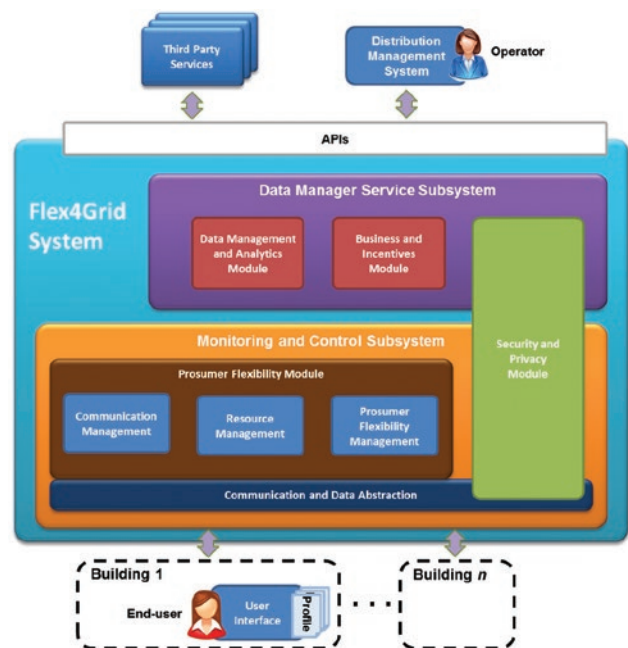 Third Party
Services
Distribution
Management
System
Operator
APIs
Flex4Grid
System
Data Manager Service Subsystem
Data Management
and Analytics
Module
Business and
Incentives
Module
Security and
Privacy
Module
Monitoring and Control Subsystem
Prosumer Flexibility Module
Communication
Management
Resource
Management
Prosumer
Flexibility
Management
Communication and Data Abstraction
Building 1
End-user
User
Interface
Profile
Building n